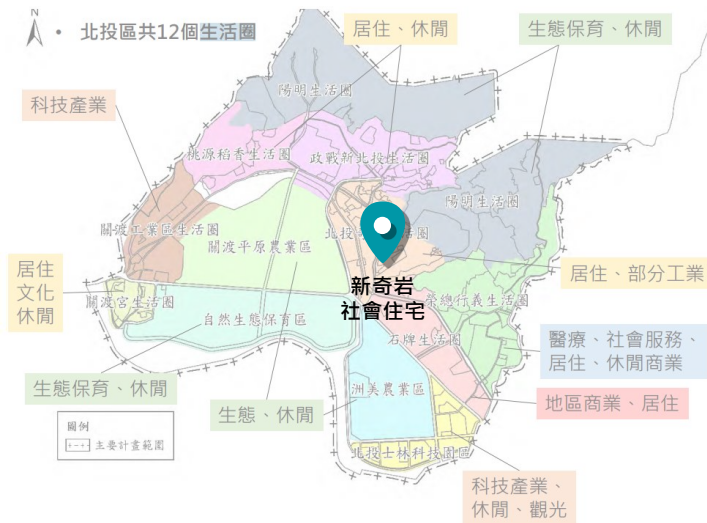 N
• 北投區共12個生活圈
居住、休閒
生態保育、休閒
科技產業
陽明生活圈
桃源稻香生活圈
政戰新北投生活圈
陽明生活圈
關渡工業區生活圈
關渡平原農業區
北投
圈
居住
文化
休閒
關渡宮生活圈
新奇岩
社會住宅
居住、部分工業
榮總行義生活圈
自然生態保育區
石牌生活圈
醫療、社會服務、
居住、休閒商業
生態保育、休閒
生態、休閒
洲美農業區
地區商業、居住
圖例
主要計畫範圍
北投士林科技園區
科技產業、
休閒、觀光